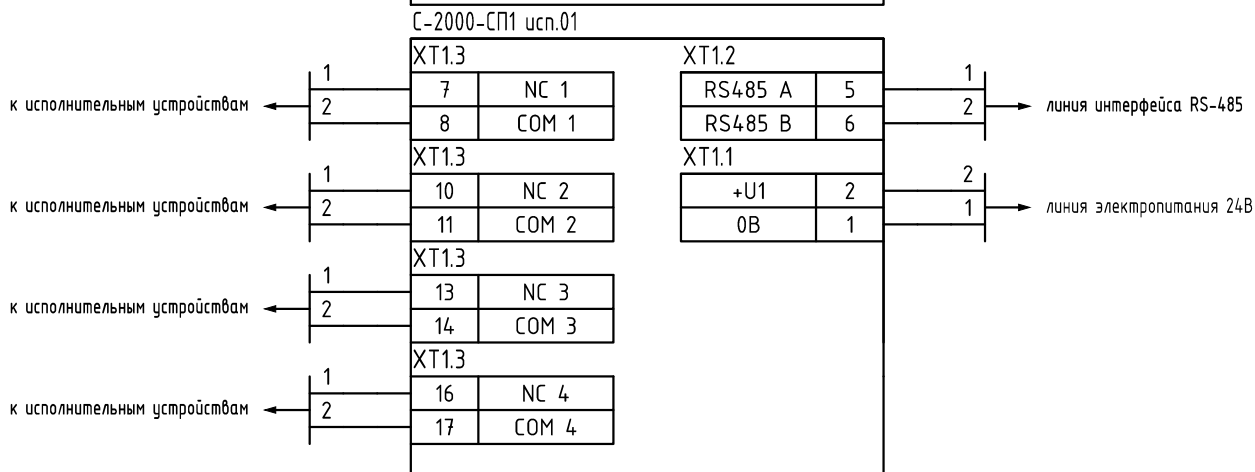 С-2000-СП1 исп.01
XT1.3
XT1.2
1
7 NC 1
RS485 A 5
1
к исполнительным устройствам
2
8 COM 1
RS485 B 6
2
линия интерфейса RS-485
XT1.3
XT1.1
1
10 NC 2
+U1 2
2
к исполнительным устройствам
2
11 COM 2
0В 1
1
линия электропитания 24В
XT1.3
1
13 NC 3
к исполнительным устройствам
2
14 COM 3
XT1.3
1
16 NC 4
к исполнительным устройствам
2
17 COM 4